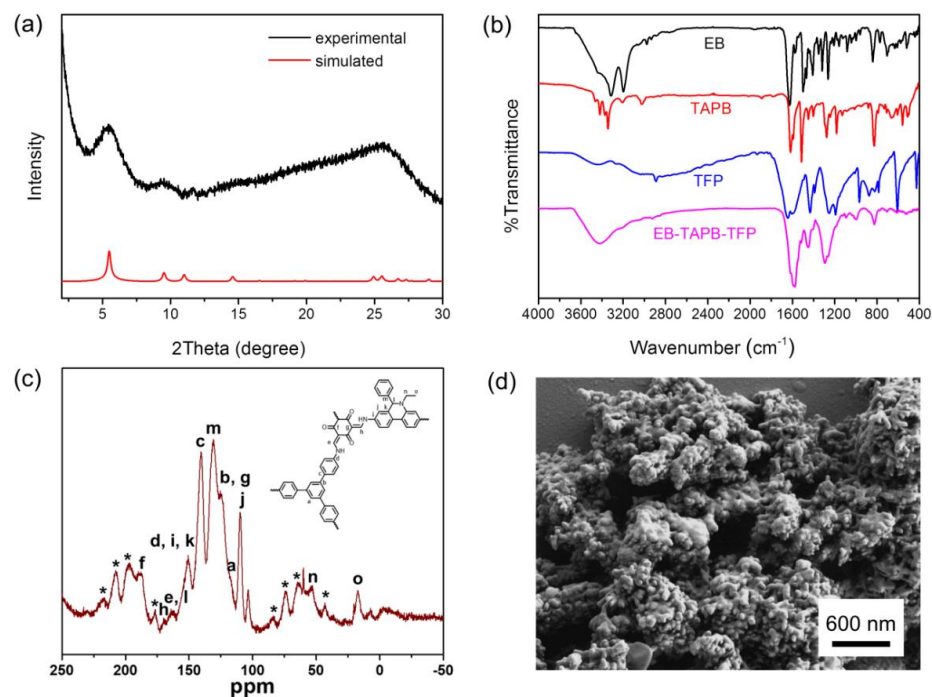 (a)
experimental
simulated
Intensity
5
10
15
20
25
30
2Theta (degree)
(b)
EB
TAPB
TFP
EB-TAPB-TFP
%Transmittance
4000 3600 3200 2800 2400 2000 1600 1200 800 400
Wavenumber (cm⁻¹)
(c)
c
m
b, g
d, i, k
a
j
f
h
e,
l
n
o
* * * * * * * *
250 200 150 100 50 0 -50
ppm
(d)
600 nm